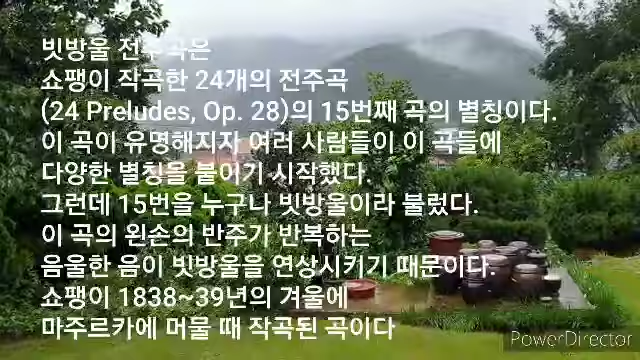 빗방울 전주곡은
쇼팽이 작곡한 24개의 전주곡
(24 Preludes, Op. 28)의 15번째 곡의 별칭이다.
이 곡이 유명해지자 여러 사람들이 이 곡들에
다양한 별칭을 붙이기 시작했다.
그런데 15번을 누구나 빗방울이라 불렀다.
이 곡의 왼손의 반주가 반복하는
음울한 음이 빗방울을 연상시키기 때문이다.
쇼팽이 1838~39년의 겨울에
마주르카에 머물 때 작곡된 곡이다
PowerDirector